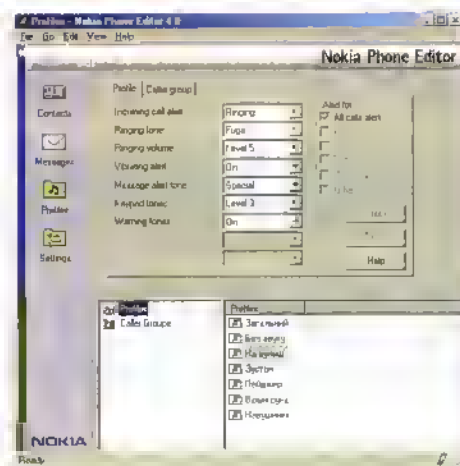 Profiles - Nokia Phone Editor
File Go Edit View Help
Nokia Phone Editor
Contacts
Messages
Profiles
Settings
NOKIA
Profile Caller group
Incoming call alert Ringing
Ringing tone Fuga
Ringing volume Level 5
Vibrating alert On
Message alert tone Special
Keypad tones Level 3
Warning tones On
Alert for
All calls alert
Help
Profiles
Caller Groups
Profiles
Пейджер
Ready